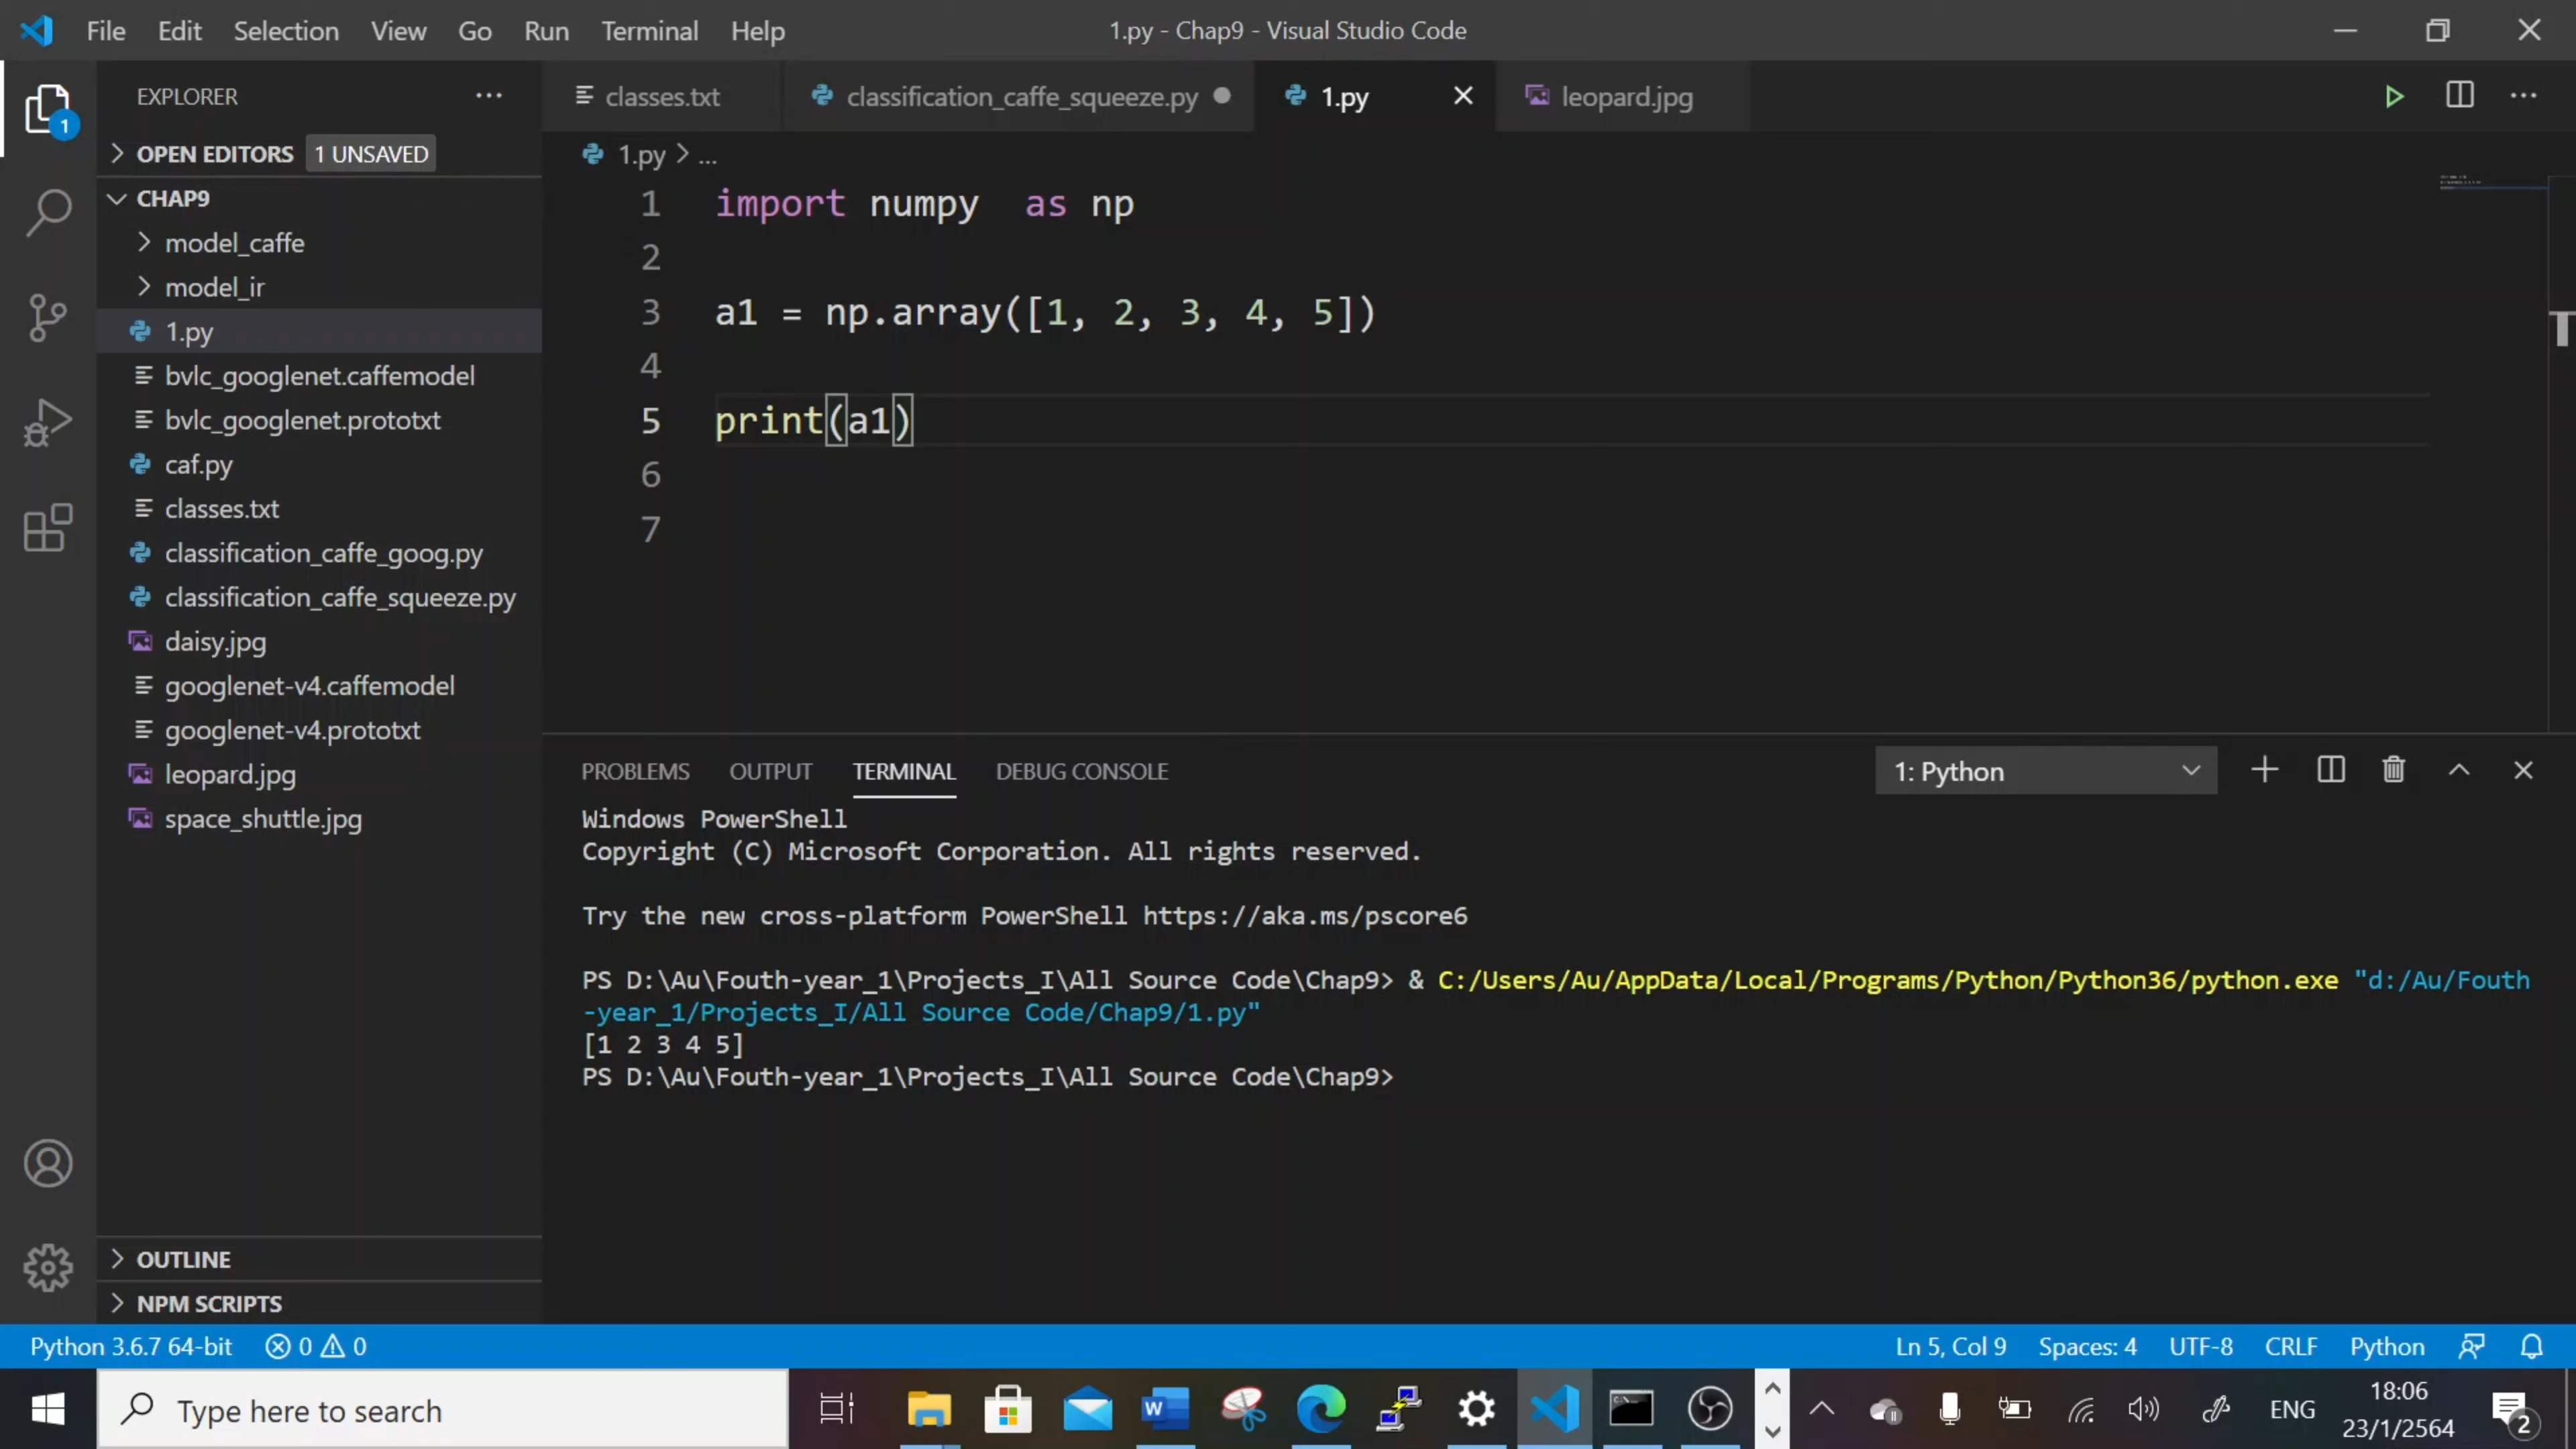 File Edit Selection View Go Run Terminal Help 1.py - Chap9 - Visual Studio Code
EXPLORER
classes.txt classification_caffe_squeeze.py 1.py leopard.jpg
1
OPEN EDITORS 1 UNSAVED
CHAP9
model_caffe
model_ir
1.py
bvlc_googlenet.caffemodel
bvlc_googlenet.prototxt
caf.py
classes.txt
classification_caffe_goog.py
classification_caffe_squeeze.py
daisy.jpg
googlenet-v4.caffemodel
googlenet-v4.prototxt
leopard.jpg
space_shuttle.jpg
OUTLINE
NPM SCRIPTS
1.py > ...
1 import numpy  as np
2
3 a1 = np.array([1, 2, 3, 4, 5])
4
5 print(a1)
6
7
PROBLEMS OUTPUT TERMINAL DEBUG CONSOLE 1: Python
Windows PowerShell
Copyright (C) Microsoft Corporation. All rights reserved.
Try the new cross-platform PowerShell https://aka.ms/pscore6
PS D:\Au\Fouth-year_1\Projects_I\All Source Code\Chap9> & C:/Users/Au/AppData/Local/Programs/Python/Python36/python.exe "d:/Au/Fouth
-year_1/Projects_I/All Source Code/Chap9/1.py"
[1 2 3 4 5]
PS D:\Au\Fouth-year_1\Projects_I\All Source Code\Chap9>
Python 3.6.7 64-bit 0 0 Ln 5, Col 9 Spaces: 4 UTF-8 CRLF Python
Type here to search W ENG
18:06
23/1/2564
2